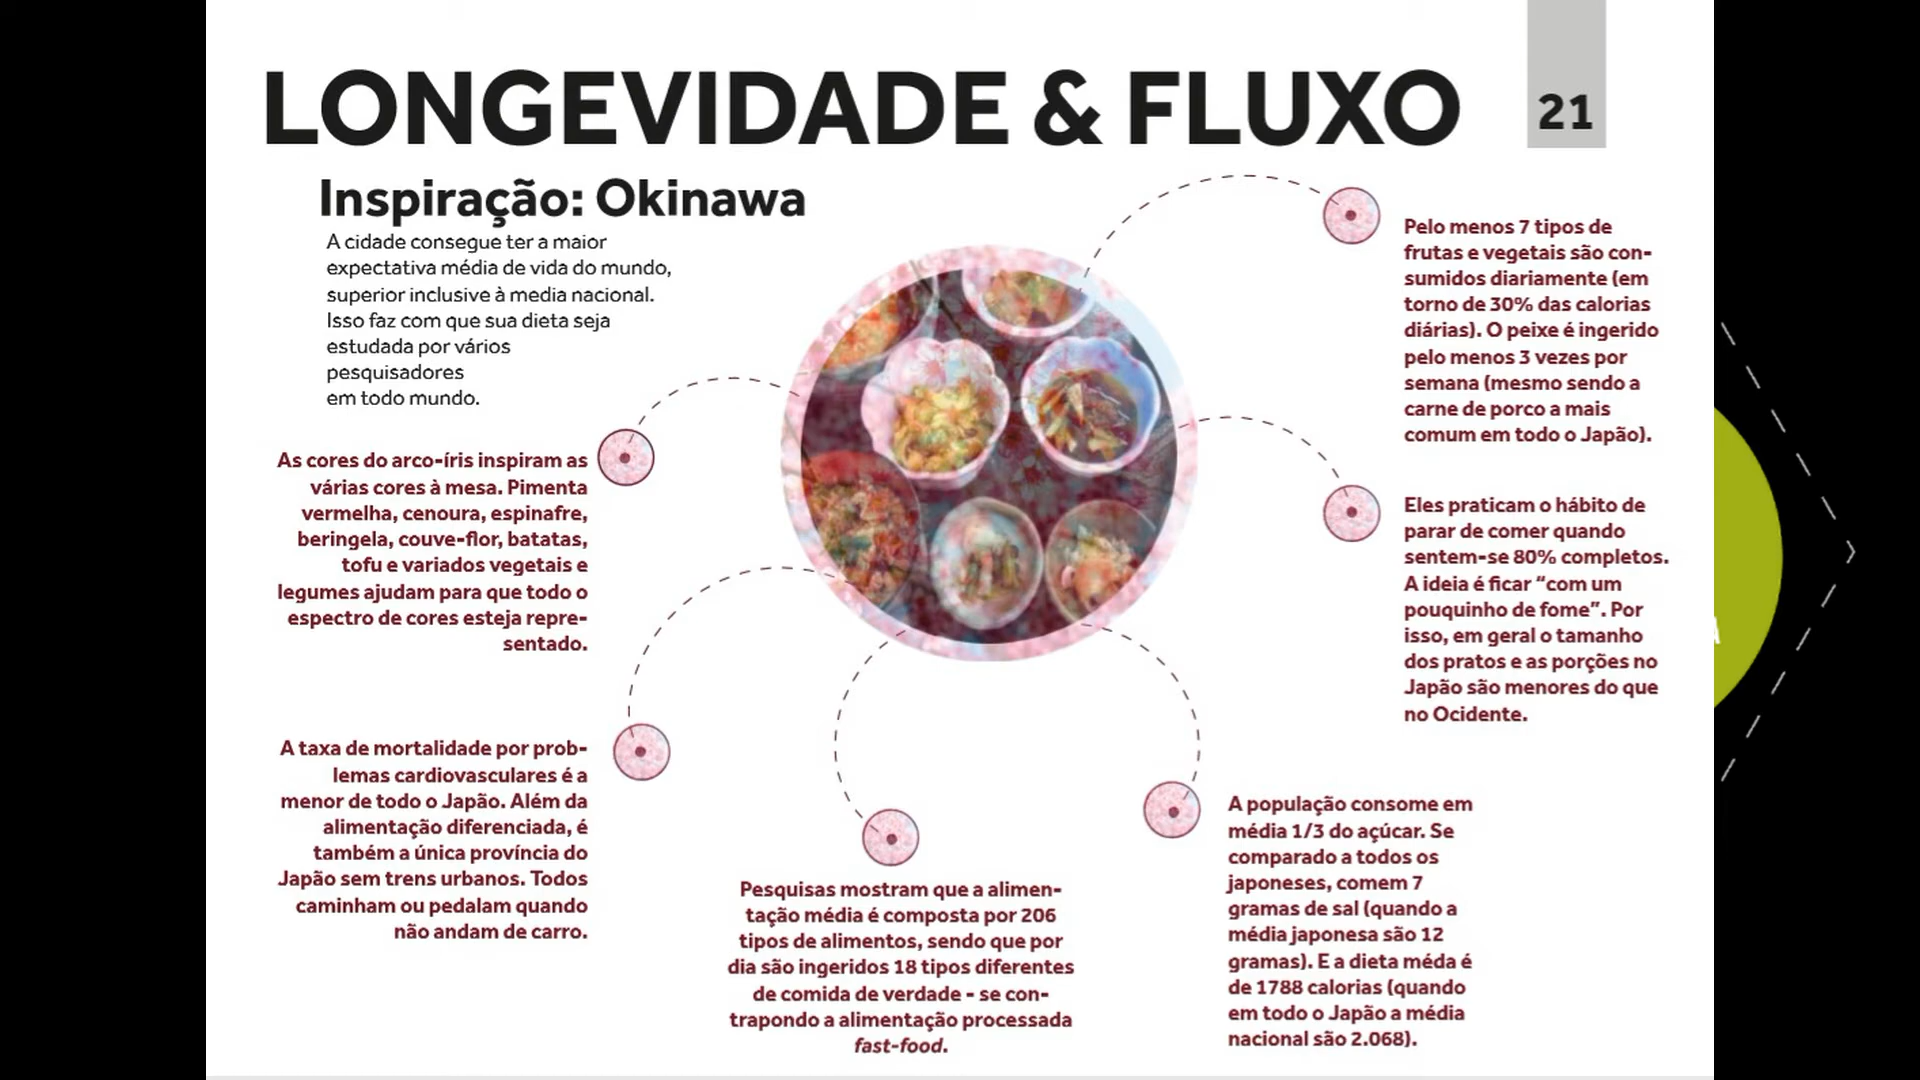 LONGEVIDADE & FLUXO
21
Inspiração: Okinawa
A cidade consegue ter a maior
expectativa média de vida do mundo,
superior inclusive à media nacional.
Isso faz com que sua dieta seja
estudada por vários
pesquisadores
em todo mundo.
As cores do arco-íris inspiram as
várias cores à mesa. Pimenta
vermelha, cenoura, espinafre,
beringela, couve-flor, batatas,
tofu e variados vegetais e
legumes ajudam para que todo o
espectro de cores esteja repre-
sentado.
A taxa de mortalidade por prob-
lemas cardiovasculares é a
menor de todo o Japão. Além da
alimentação diferenciada, é
também a única província do
Japão sem trens urbanos. Todos
caminham ou pedalam quando
não andam de carro.
Pesquisas mostram que a alimen-
tação média é composta por 206
tipos de alimentos, sendo que por
dia são ingeridos 18 tipos diferentes
de comida de verdade - se con-
trapondo a alimentação processada
fast-food.
A população consome em
média 1/3 do açúcar. Se
comparado a todos os
japoneses, comem 7
gramas de sal (quando a
média japonesa são 12
gramas). E a dieta méda é
de 1788 calorias (quando
em todo o Japão a média
nacional são 2.068).
Eles praticam o hábito de
parar de comer quando
sentem-se 80% completos.
A ideia é ficar “com um
pouquinho de fome”. Por
isso, em geral o tamanho
dos pratos e as porções no
Japão são menores do que
no Ocidente.
Pelo menos 7 tipos de
frutas e vegetais são con-
sumidos diariamente (em
torno de 30% das calorias
diárias). O peixe é ingerido
pelo menos 3 vezes por
semana (mesmo sendo a
carne de porco a mais
comum em todo o Japão).